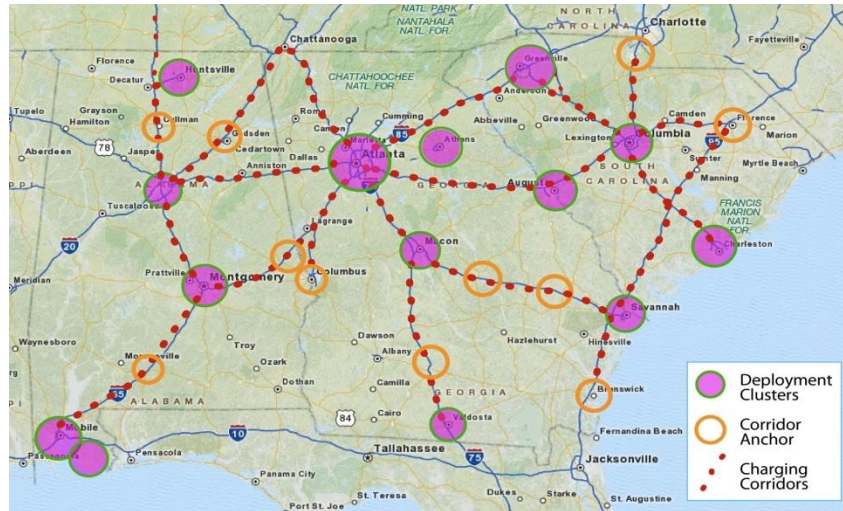 NATL. PARK
NANTAHALA
NATL. FOR.
NORTH
CAROLINA
Charlotte
Fayetteville
Chattanooga
Florence
Huntsville
Decatur
Greenville
Anderson
CHATTAHOOCHEE
NATL. FOR.
Tupelo
Grayson
Hamilton
Cullman
Gadsden
Rome
Canton
Cumming
Abbeville
Greenwood
Camden
Florence
Marion
78
Cedartown
Marietta
85
Athens
Lexington
Columbia
95
Aberdeen
Jasper
Anniston
Dallas
Atlanta
Sumter
Manning
Myrtle Beach
ALABAMA
GEORGIA
August
SOUTH
CAROLINA
Tuscaloosa
FRANCIS
MARION
NATL.
FOR.
20
Lagrange
Macon
Charleston
Meridian
Prattville
Montgomery
Columbus
Savannah
Waynesboro
Troy
Dawson
Hazlehurst
Hinesville
Ozark
Albany
Dothan
Camilla
Brunswick
65
ALABAMA
84
Cairo
GEORGIA
Valdosta
Mobile
10
Fernandina Beach
Pensacola
Tallahassee
75
Jacksonville
Panama City
Port St. Joe
St. Teresa
Dukes
Starke
St. Augustine
Deployment
Clusters
Corridor
Anchor
Charging
Corridors